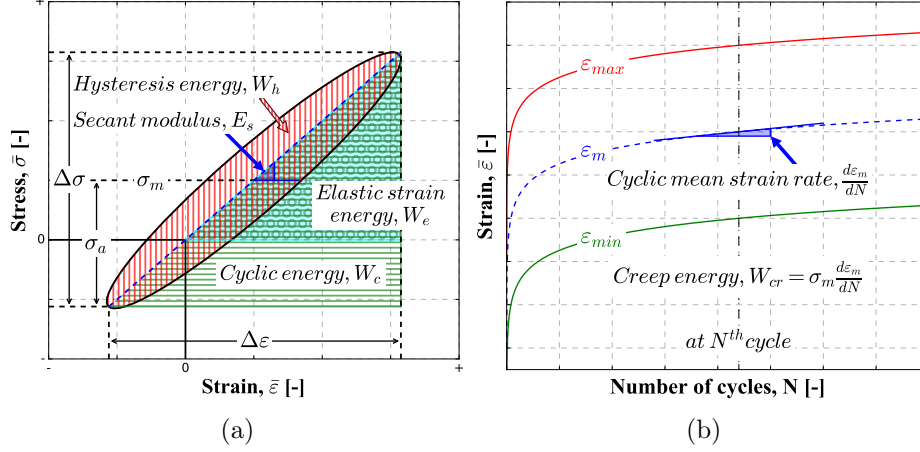 Hysteresis energy, W_h
Secant modulus, E_s
Δσ
σ_m
σ_a
Elastic strain
energy, W_e
Cyclic energy, W_c
Δε
Stress, σ̄ [-]
-
0
0
+
Strain, ε̄ [-]
(a)
ε_max
ε_m
Cyclic mean strain rate, dε_m/dN
ε_min
Creep energy, W_cr = σ_m dε_m/dN
at N^th cycle
Strain, ε̄ [-]
Number of cycles, N [-]
(b)